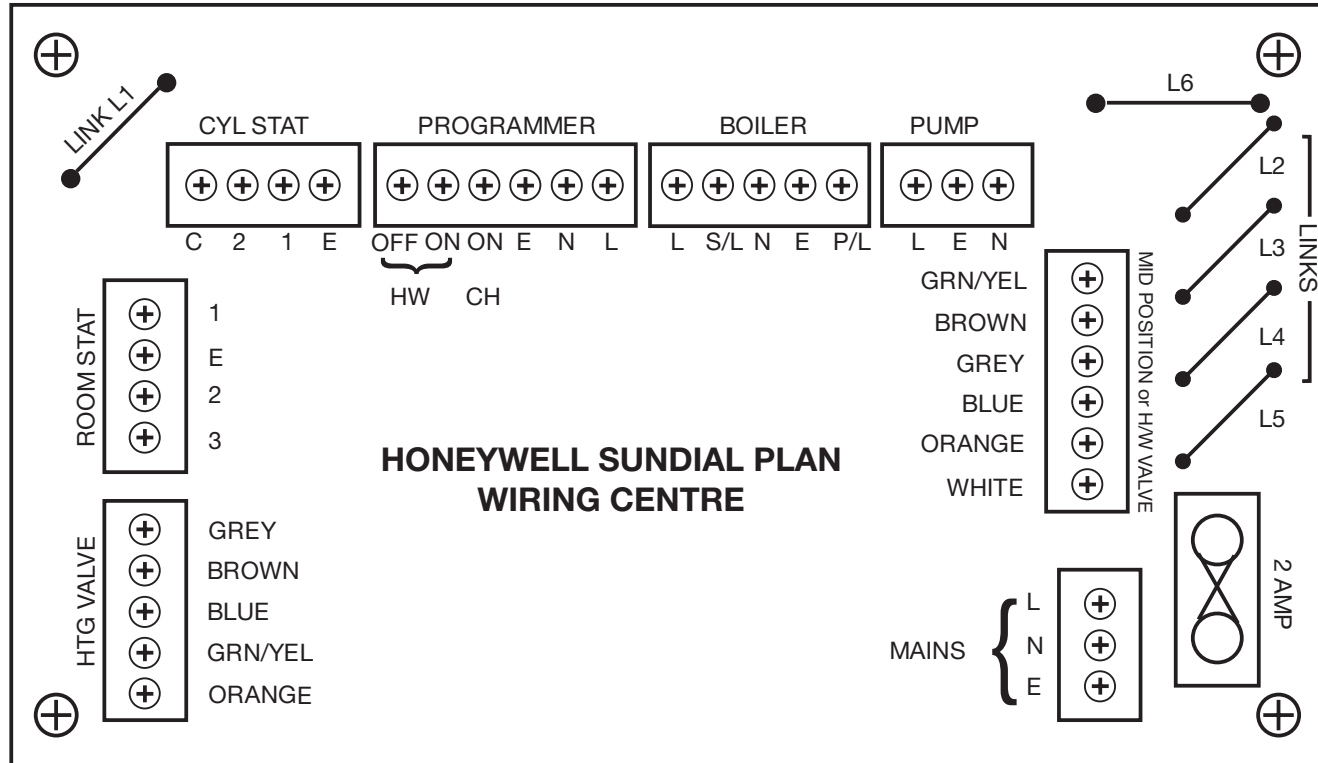 LINK L1
L6
CYL STAT
PROGRAMMER
BOILER
PUMP
C 2 1 E
OFF ON ON E N L
L S/L N E P/L
L E N
HW CH
L2
L3
L4
L5
LINKS
ROOM STAT
1
E
2
3
GRN/YEL
BROWN
GREY
BLUE
ORANGE
WHITE
MID POSITION or H/W VALVE
HONEYWELL SUNDIAL PLAN
WIRING CENTRE
HTG VALVE
GREY
BROWN
BLUE
GRN/YEL
ORANGE
MAINS
L
N
E
2 AMP